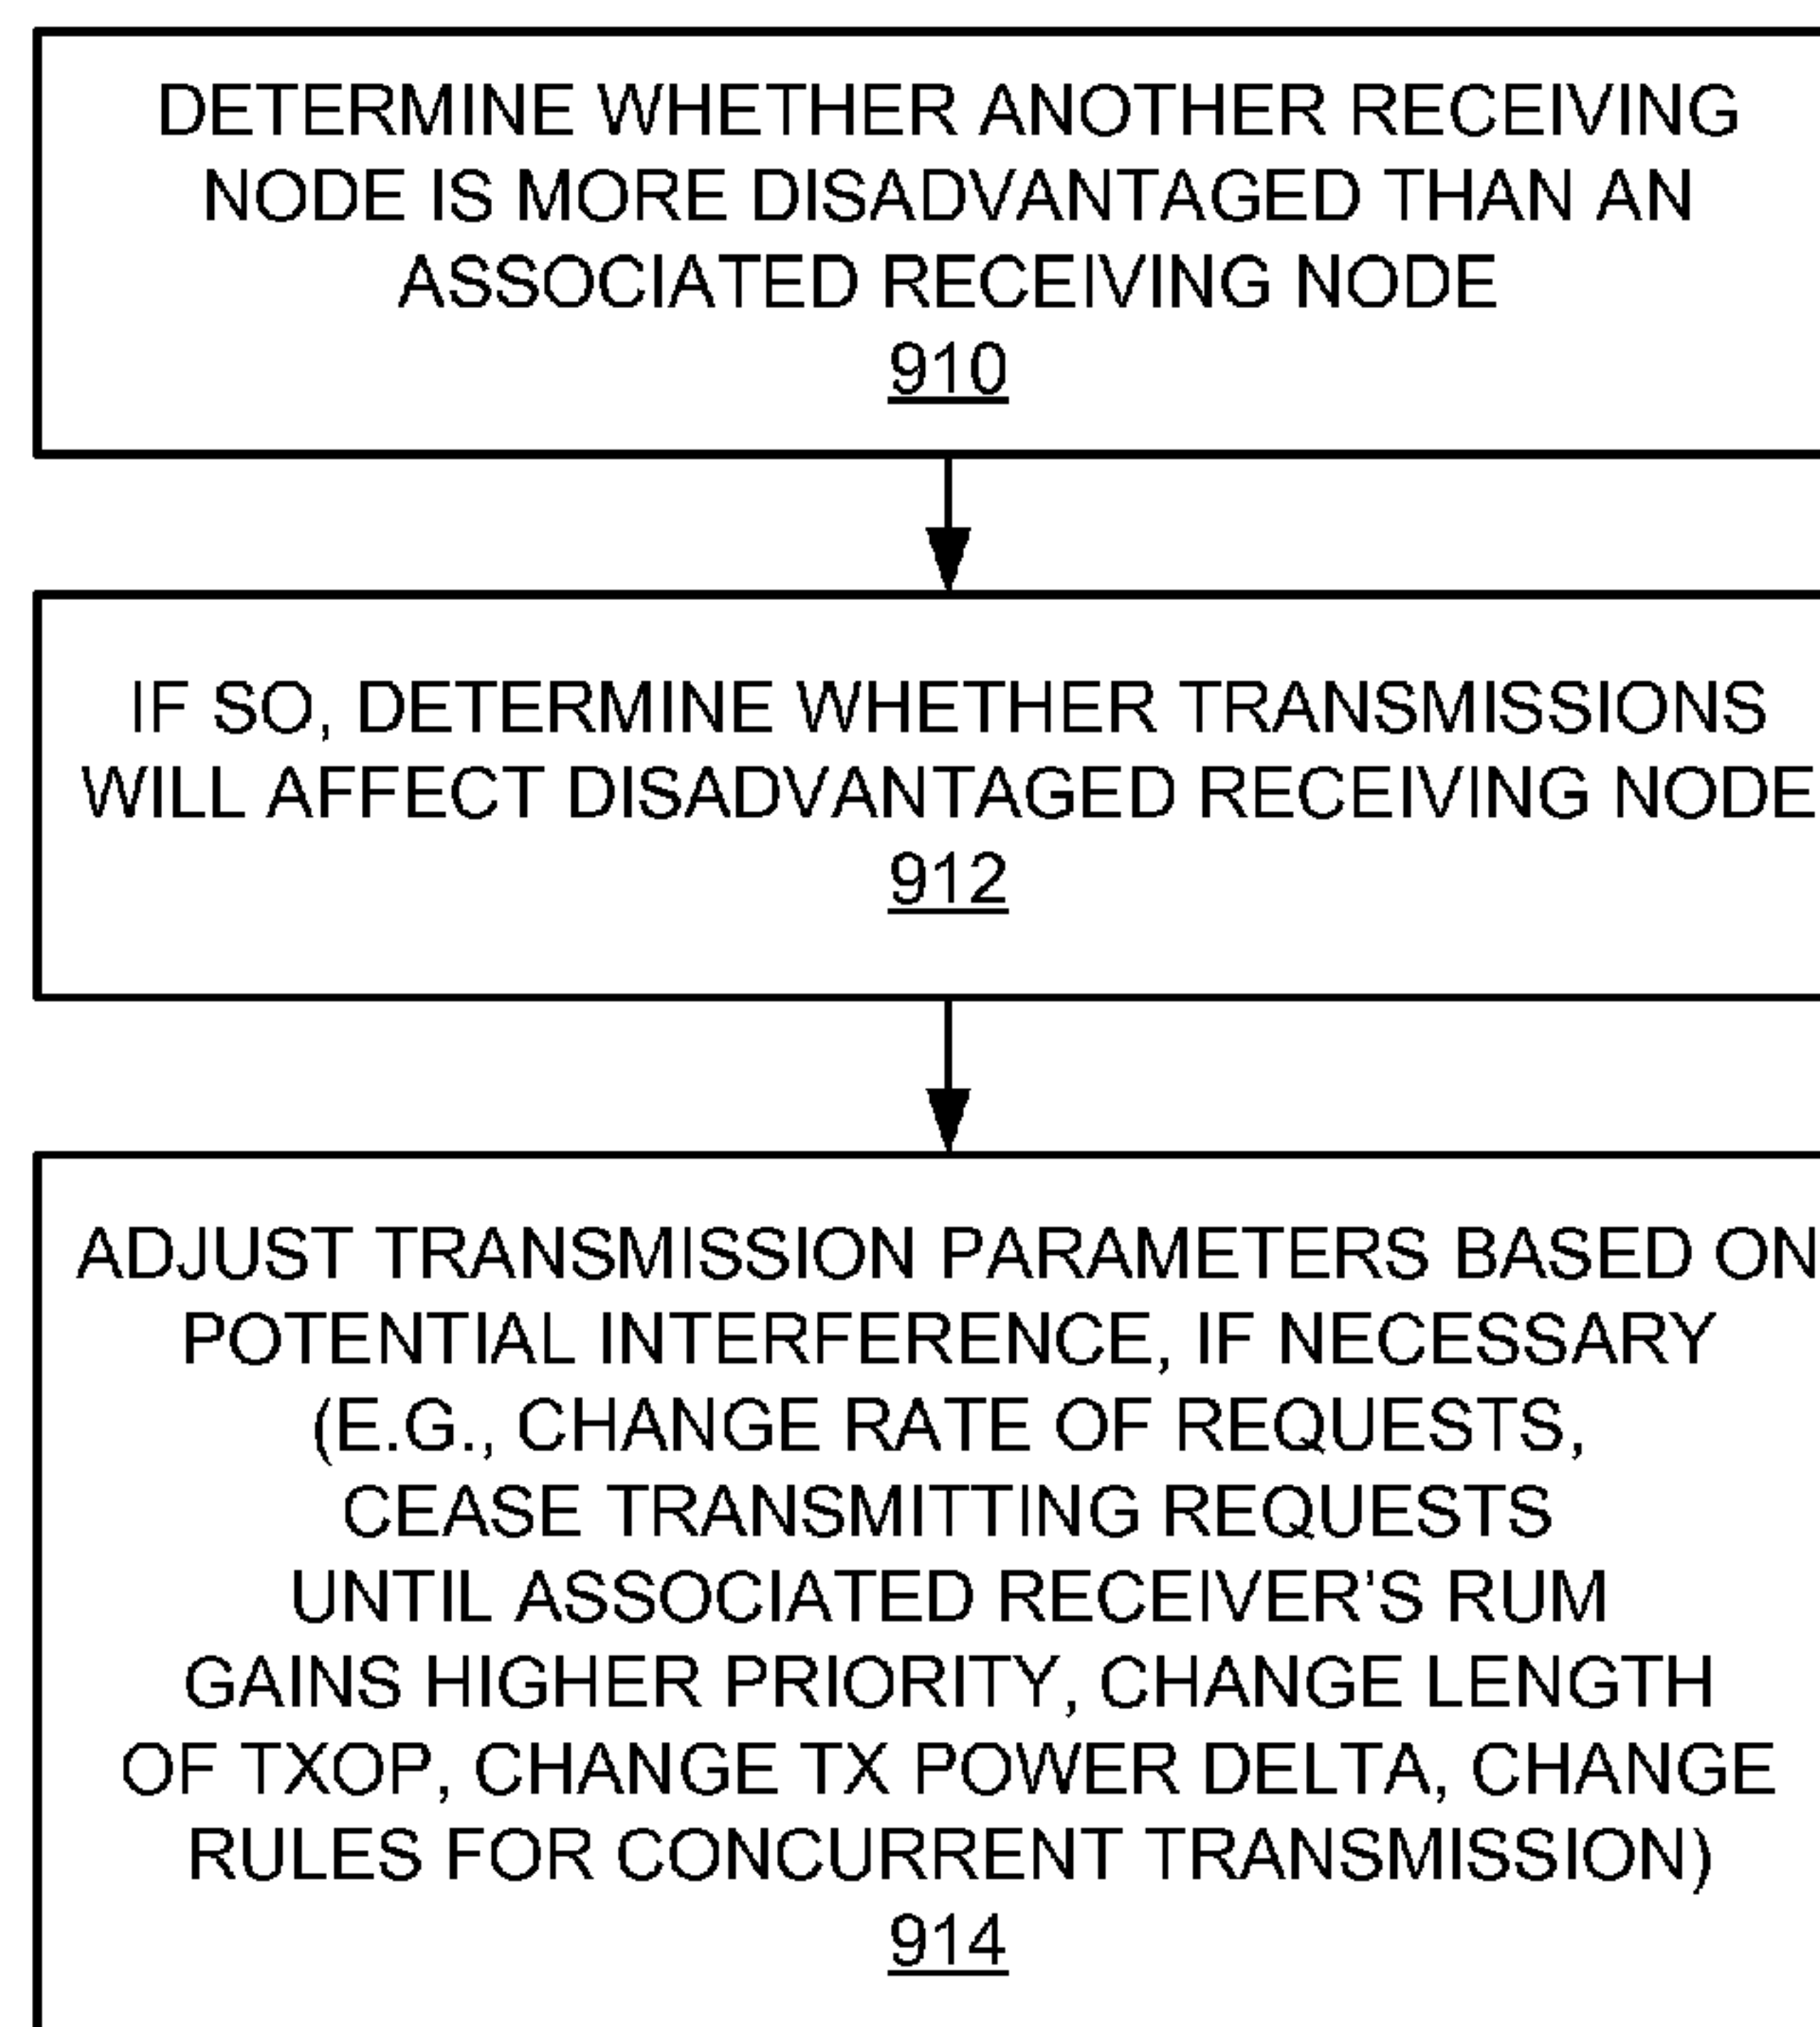 DETERMINE WHETHER ANOTHER RECEIVING
NODE IS MORE DISADVANTAGED THAN AN
ASSOCIATED RECEIVING NODE
910
IF SO, DETERMINE WHETHER TRANSMISSIONS
WILL AFFECT DISADVANTAGED RECEIVING NODE
912
ADJUST TRANSMISSION PARAMETERS BASED ON
POTENTIAL INTERFERENCE, IF NECESSARY
(E.G., CHANGE RATE OF REQUESTS,
CEASE TRANSMITTING REQUESTS
UNTIL ASSOCIATED RECEIVER'S RUM
GAINS HIGHER PRIORITY, CHANGE LENGTH
OF TXOP, CHANGE TX POWER DELTA, CHANGE
RULES FOR CONCURRENT TRANSMISSION)
914